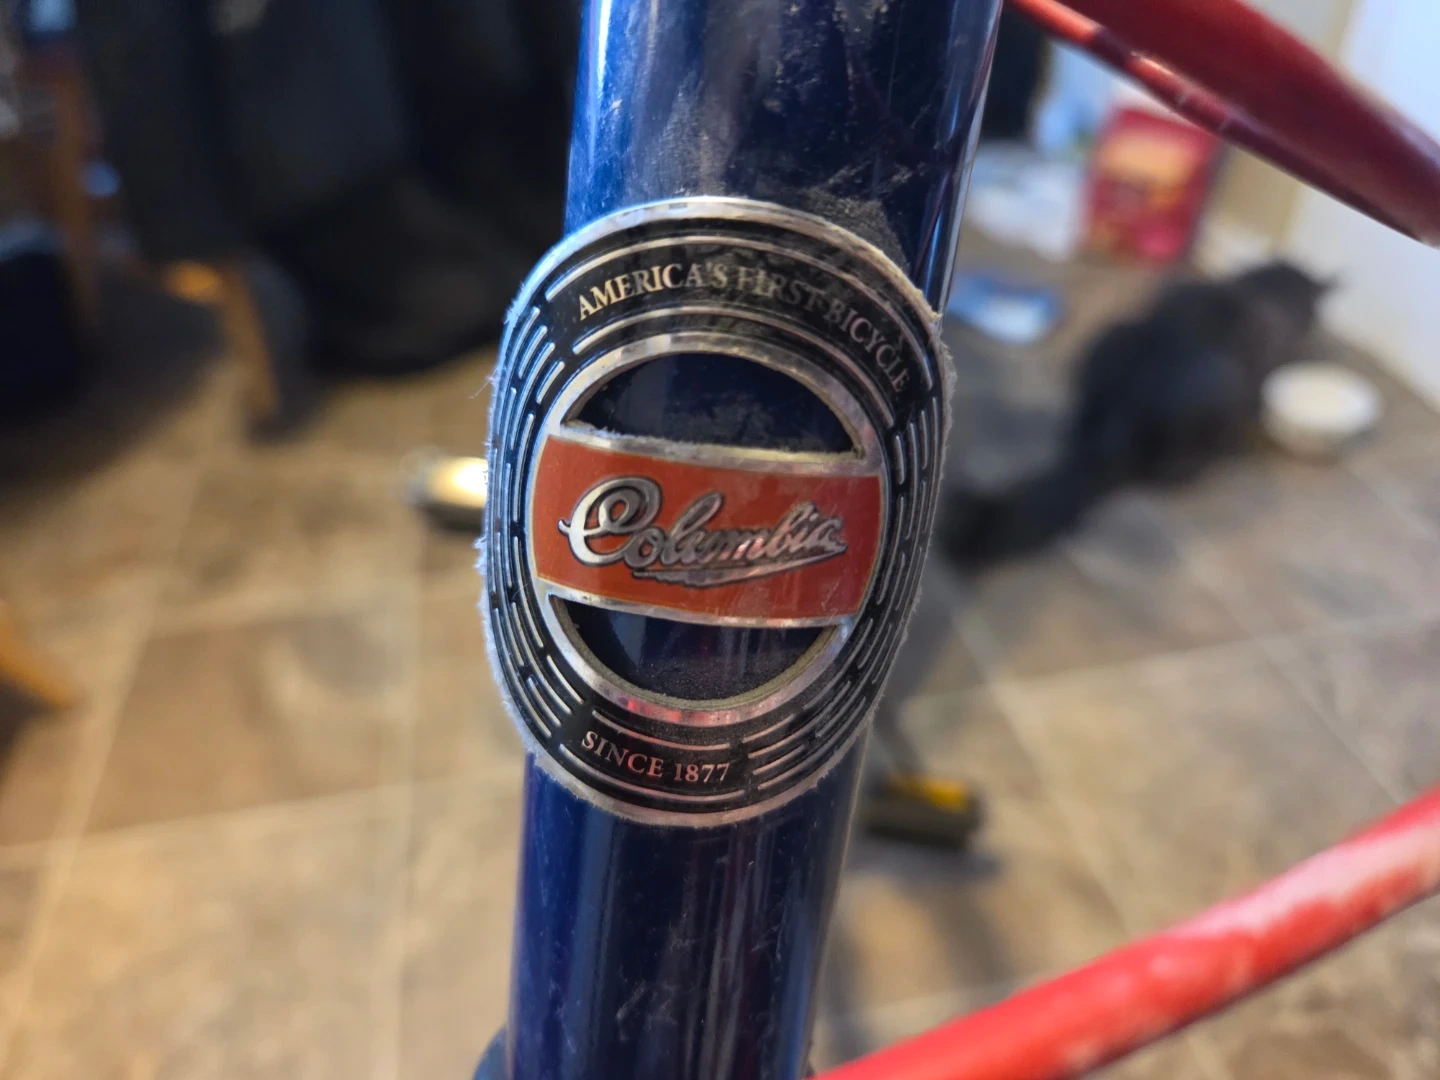 AMERICA'S FIRST BICYCLE
Columbia
SINCE 1877